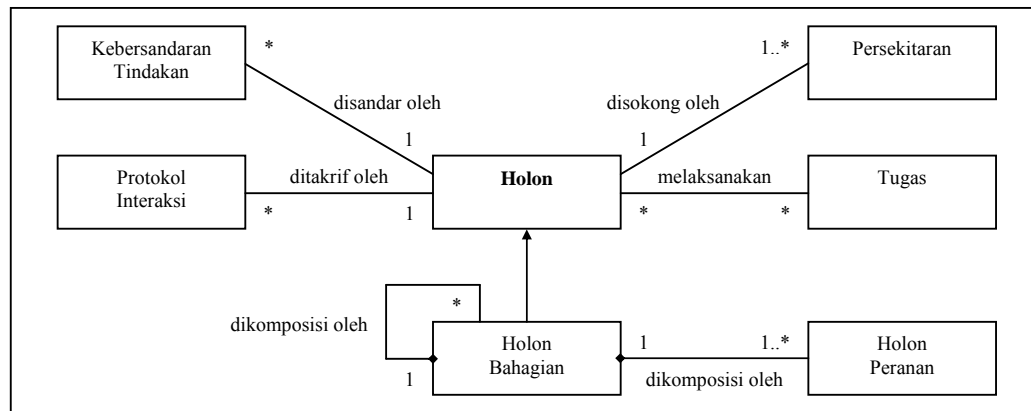 Kebersandaran
Tindakan
*
1..*
Persekitaran
disandar oleh
disokong oleh
1
1
Protokol
Interaksi
ditakrif oleh
*
1
Holon
melaksanakan
*
*
Tugas
dikomposisi oleh
*
1
Holon
Bahagian
1
1..*
dikomposisi oleh
Holon
Peranan